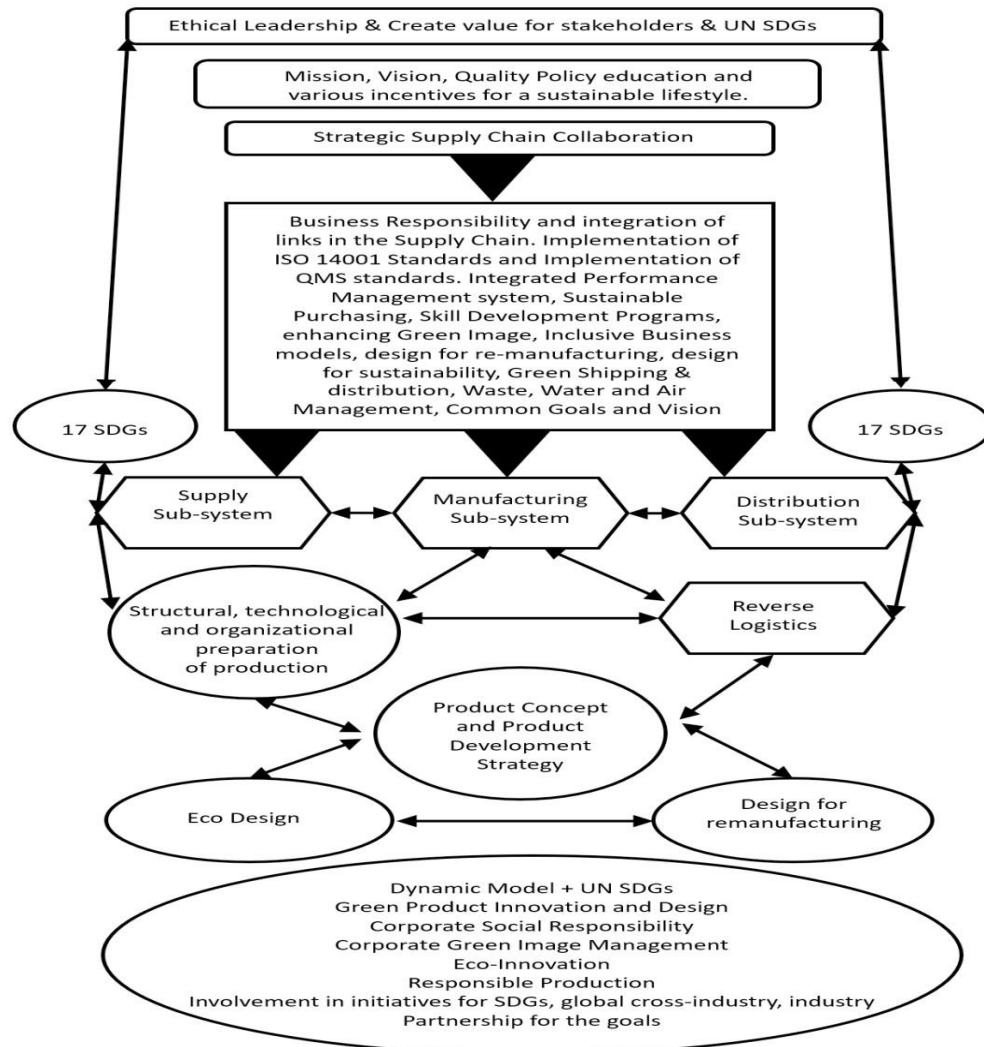 Ethical Leadership & Create value for stakeholders & UN SDGs
Mission, Vision, Quality Policy education and
various incentives for a sustainable lifestyle.
Strategic Supply Chain Collaboration
Business Responsibility and integration of
links in the Supply Chain. Implementation of
ISO 14001 Standards and Implementation of
QMS standards. Integrated Performance
Management system, Sustainable
Purchasing, Skill Development Programs,
enhancing Green Image, Inclusive Business
models, design for re-manufacturing, design
for sustainability, Green Shipping &
distribution, Waste, Water and Air
Management, Common Goals and Vision
17 SDGs
17 SDGs
Supply
Sub-system
Manufacturing
Sub-system
Distribution
Sub-system
Structural, technological
and organizational
preparation
of production
Reverse
Logistics
Product Concept
and Product
Development
Strategy
Eco Design
Design for
remanufacturing
Dynamic Model + UN SDGs
Green Product Innovation and Design
Corporate Social Responsibility
Corporate Green Image Management
Eco-Innovation
Responsible Production
Involvement in initiatives for SDGs, global cross-industry, industry
Partnership for the goals